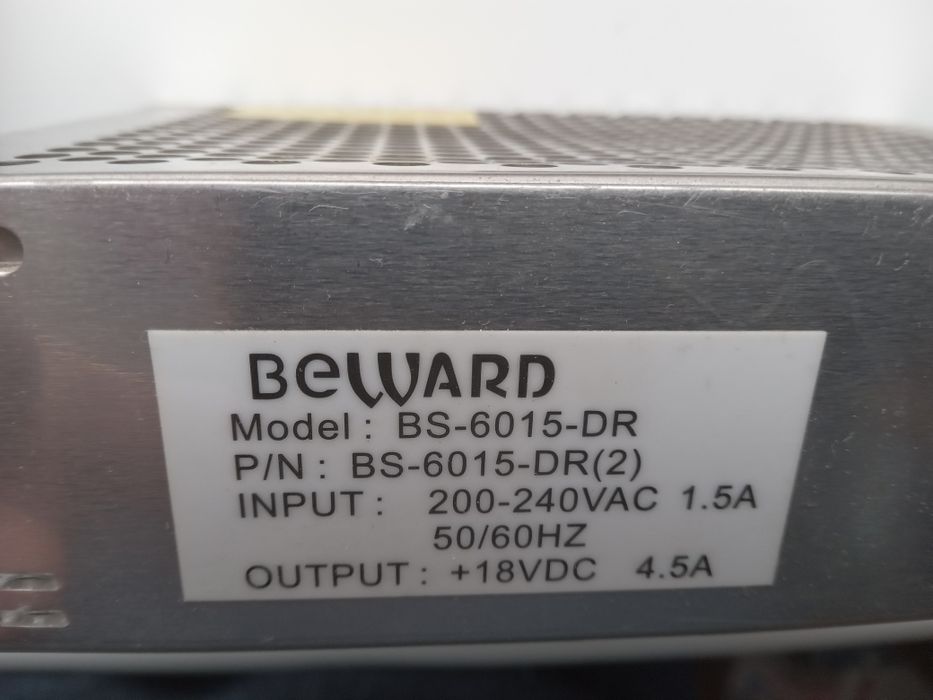 BEWARD
Model: BS-6015-DR
P/N: BS-6015-DR(2)
INPUT: 200-240VAC 1.5A
50/60HZ
OUTPUT: +18VDC 4.5A